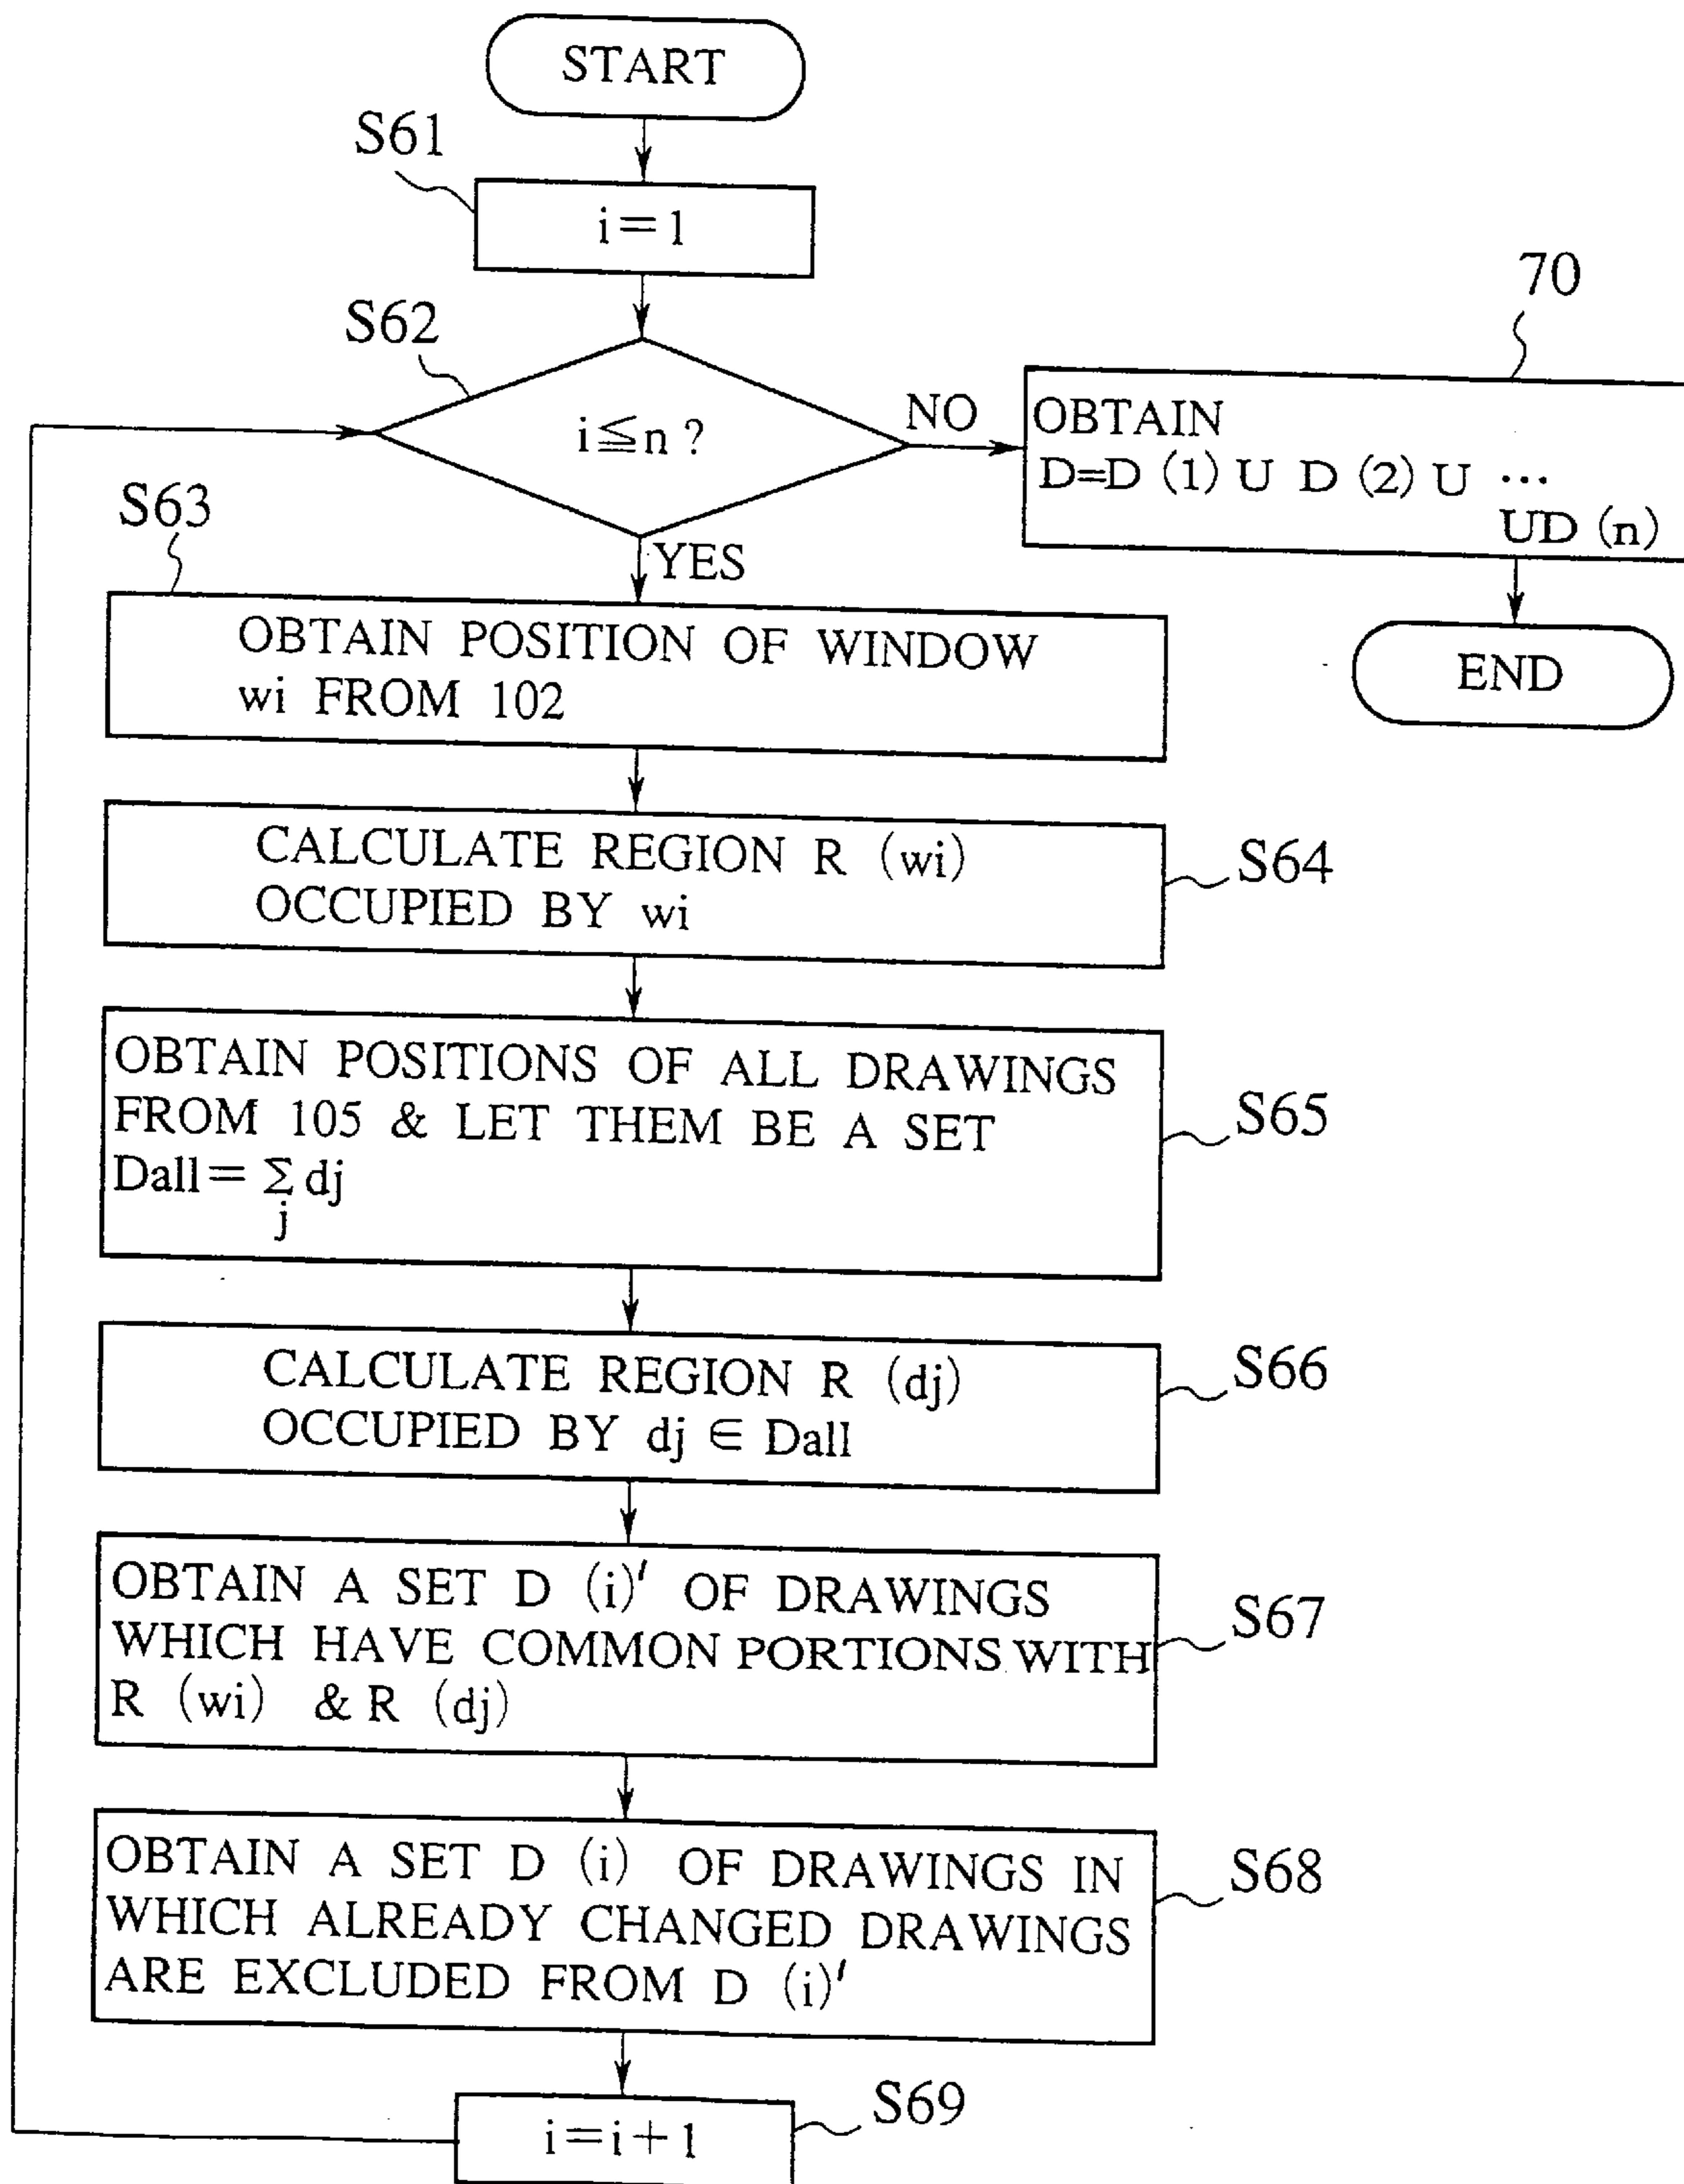 START
S61
i=1
S62
i≦n ?
NO
70
OBTAIN
D=D (1) U D (2) U …
UD (n)
END
YES
S63
OBTAIN POSITION OF WINDOW
wi FROM 102
CALCULATE REGION R (wi)
OCCUPIED BY wi
S64
OBTAIN POSITIONS OF ALL DRAWINGS
FROM 105 & LET THEM BE A SET
Dall= Σ dj
j
S65
CALCULATE REGION R (dj)
OCCUPIED BY dj ∈ Dall
S66
OBTAIN A SET D (i)′ OF DRAWINGS
WHICH HAVE COMMON PORTIONS WITH
R (wi) & R (dj)
S67
OBTAIN A SET D (i) OF DRAWINGS IN
WHICH ALREADY CHANGED DRAWINGS
ARE EXCLUDED FROM D (i)′
S68
i=i+1
S69